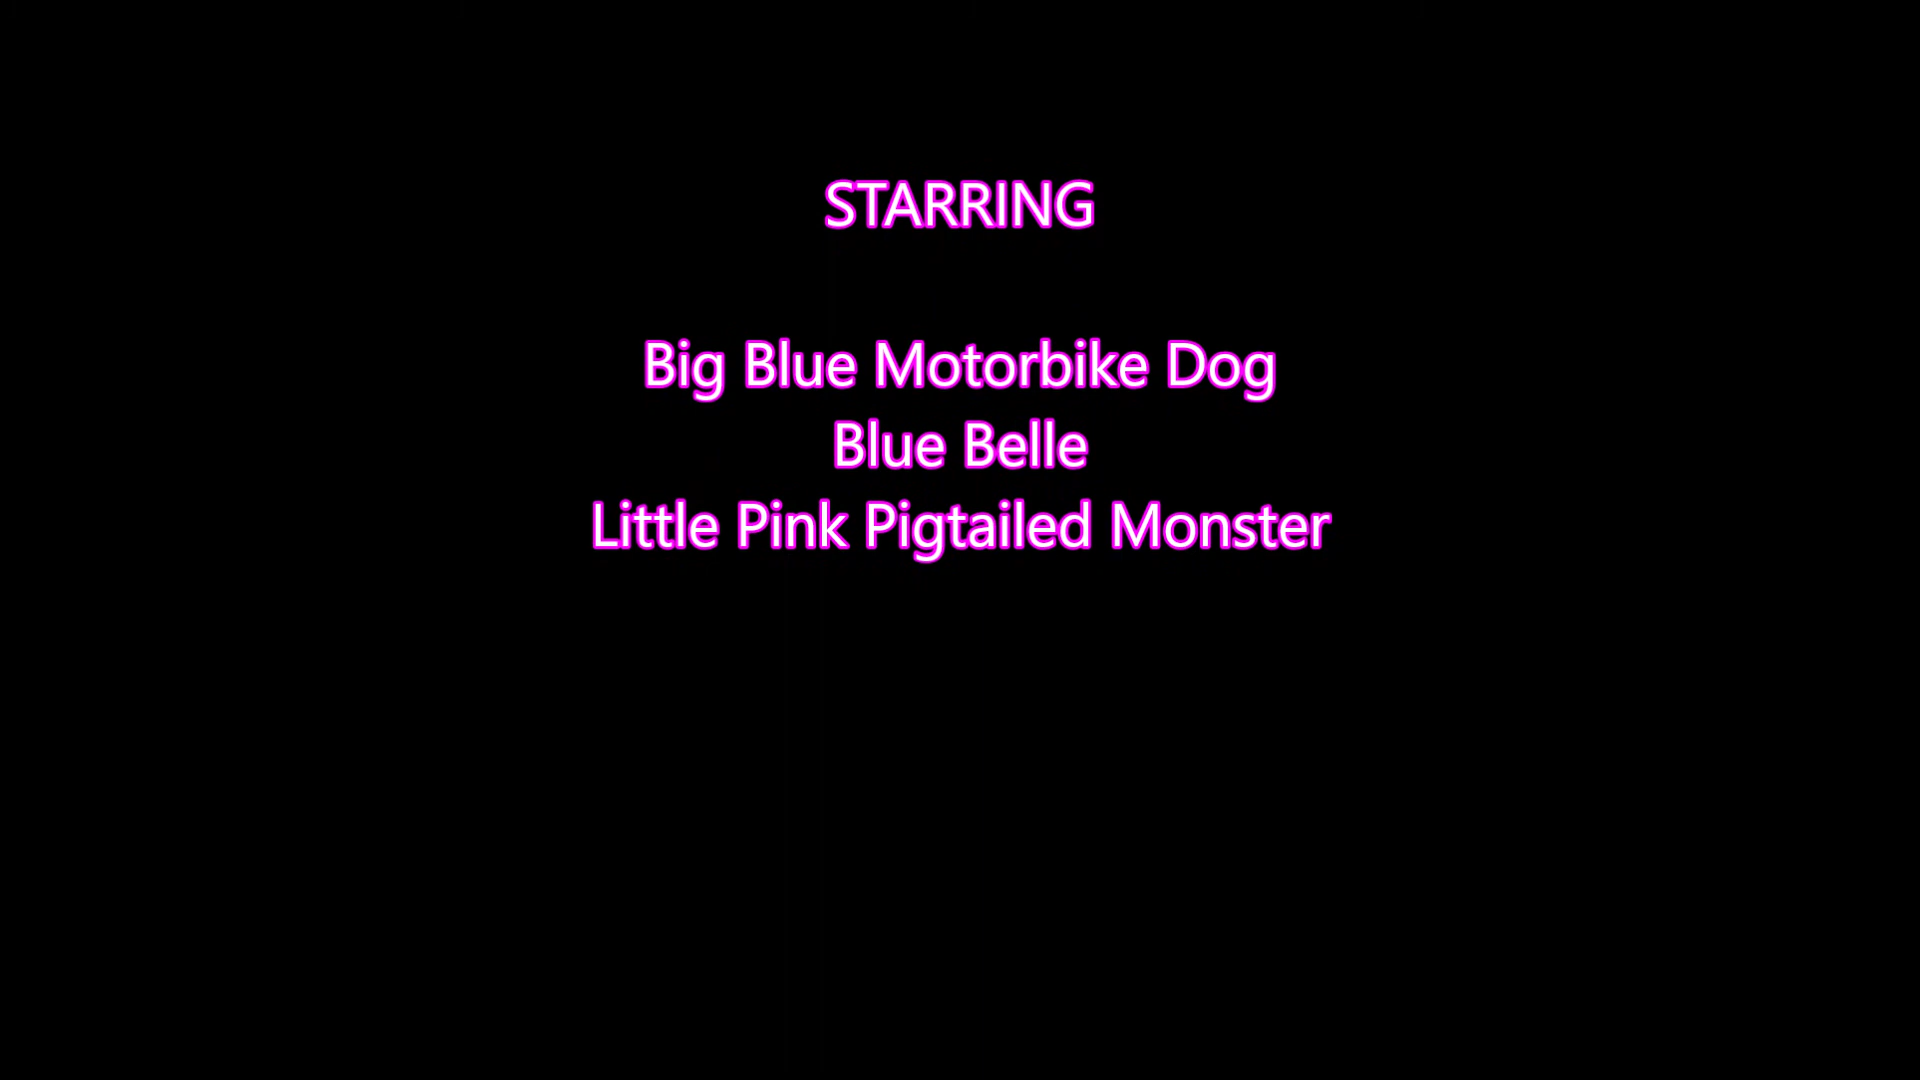 STARRING
Big Blue Motorbike Dog
Blue Belle
Little Pink Pigtailed Monster